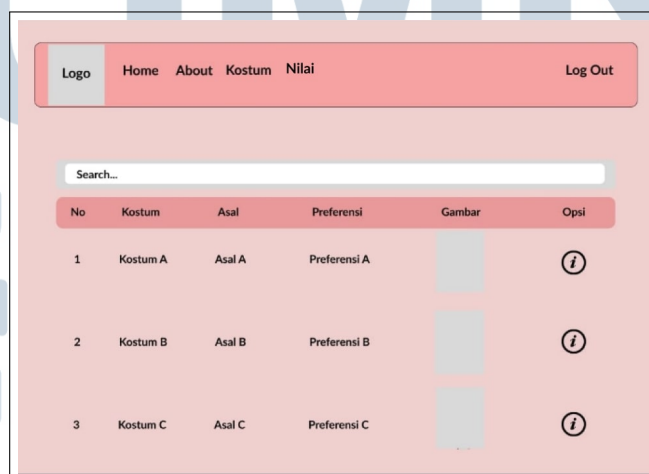 Logo Home About Kostum Nilai Log Out
Search...
No Kostum Asal Preferensi Gambar Opsi
1 Kostum A Asal A Preferensi A i
2 Kostum B Asal B Preferensi B i
3 Kostum C Asal C Preferensi C i